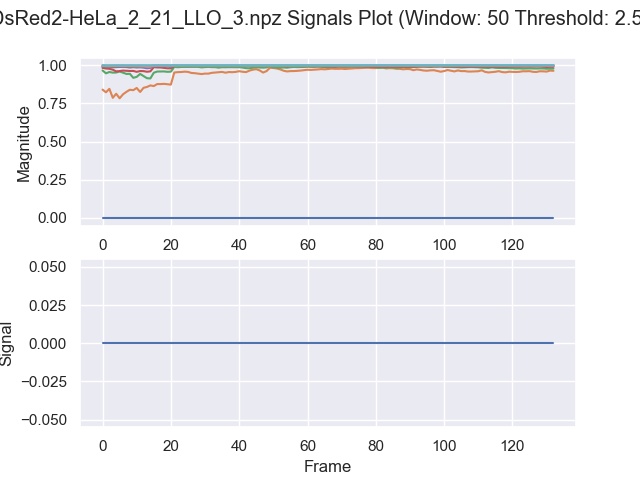 DsRed2-HeLa_2_21_LLO_3.npz Signals Plot (Window: 50 Threshold: 2.5
1.00
0.75
0.50
0.25
0.00
Magnitude
0 20 40 60 80 100 120
0.050
0.025
0.000
−0.025
−0.050
Signal
0 20 40 60 80 100 120
Frame